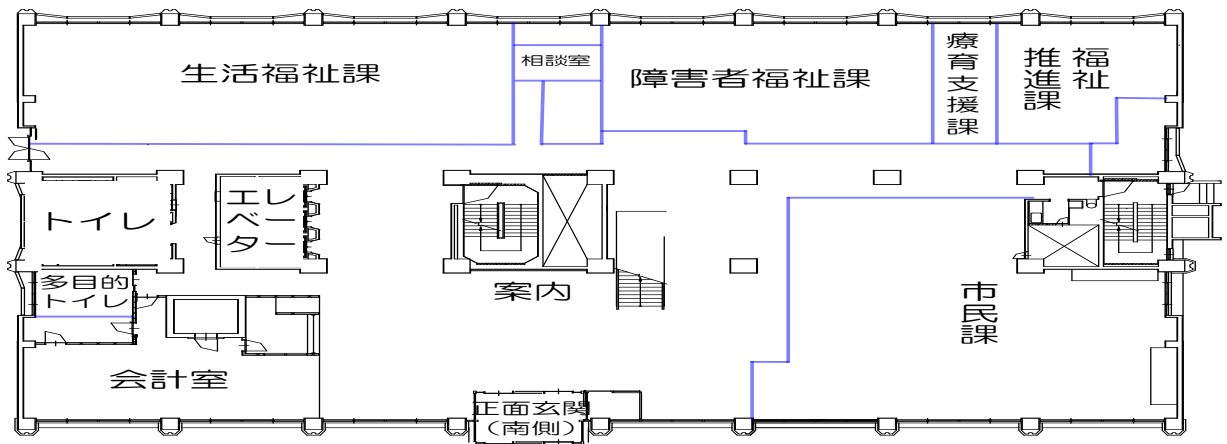 生活福祉課
相談室
障害者福祉課
療育支援課
福祉
推進課
トイレ
エレ
ベー
ター
多目的
トイレ
案内
市民課
会計室
正面玄関
（南側）